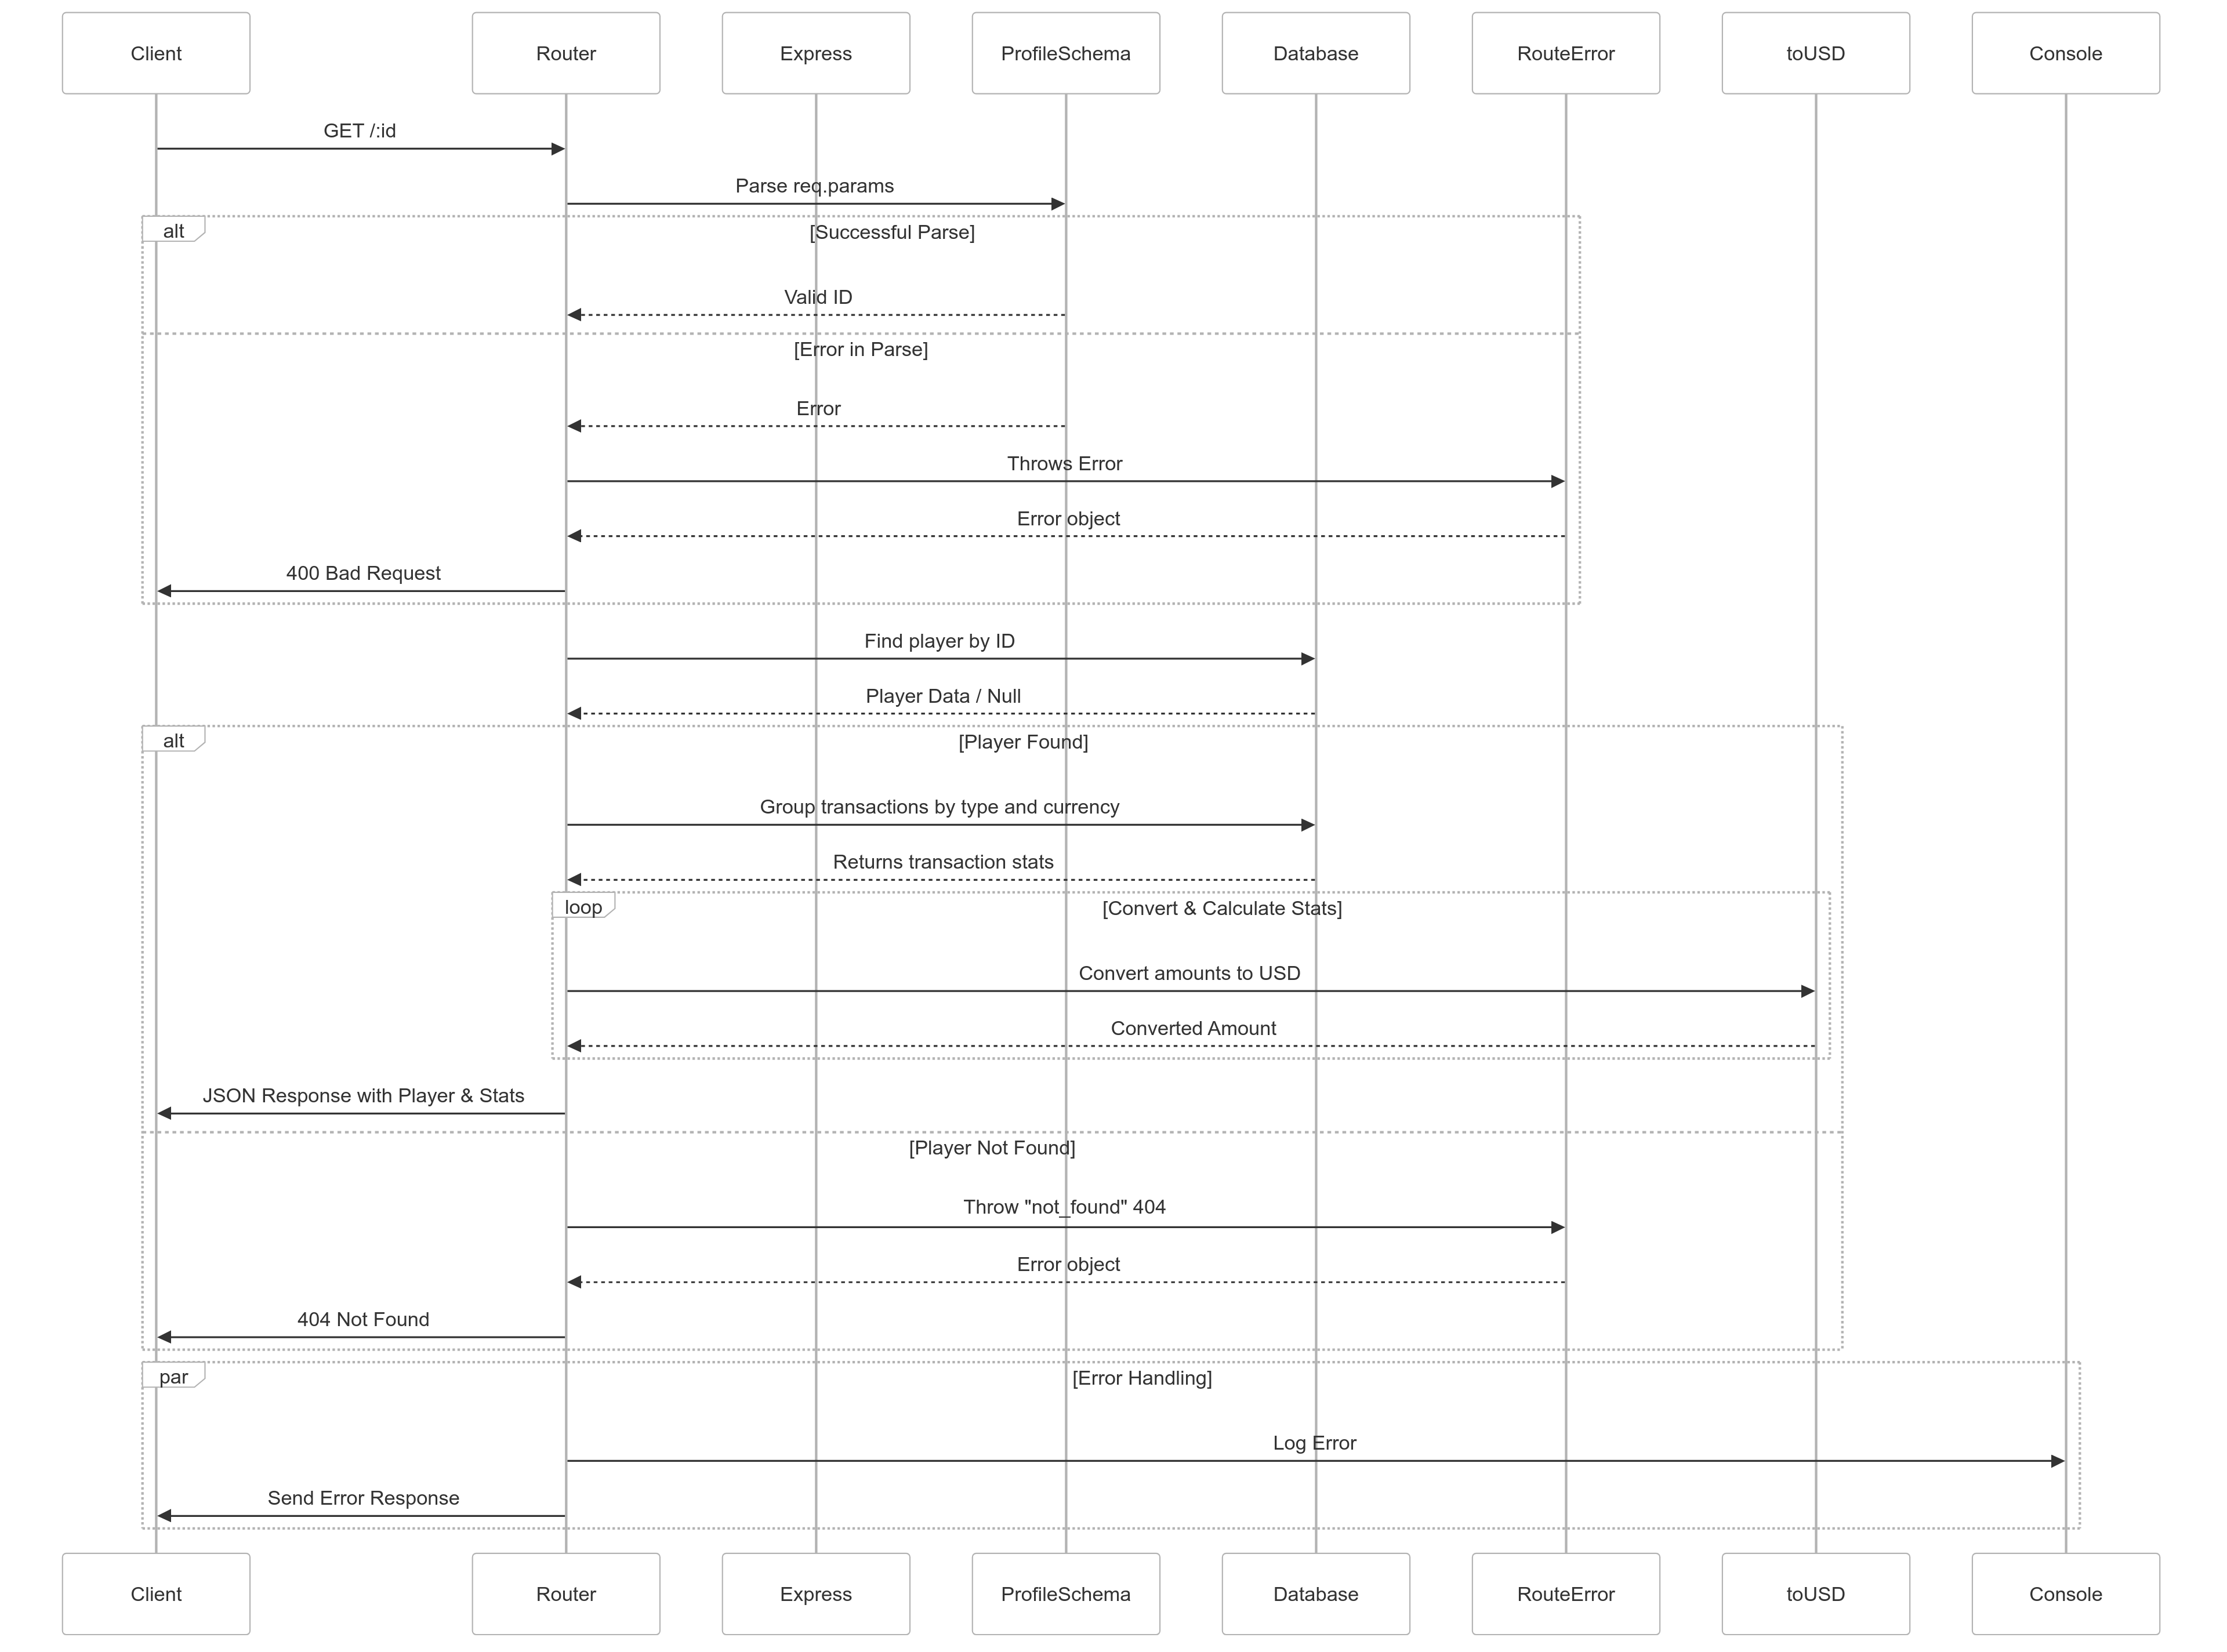 Client
Router
Express
ProfileSchema
Database
RouteError
toUSD
Console
GET /:id
Parse req.params
alt
[Successful Parse]
Valid ID
[Error in Parse]
Error
Throws Error
Error object
400 Bad Request
Find player by ID
Player Data / Null
alt
[Player Found]
Group transactions by type and currency
Returns transaction stats
loop
[Convert & Calculate Stats]
Convert amounts to USD
Converted Amount
JSON Response with Player & Stats
[Player Not Found]
Throw "not_found" 404
Error object
404 Not Found
par
[Error Handling]
Log Error
Send Error Response
Client
Router
Express
ProfileSchema
Database
RouteError
toUSD
Console